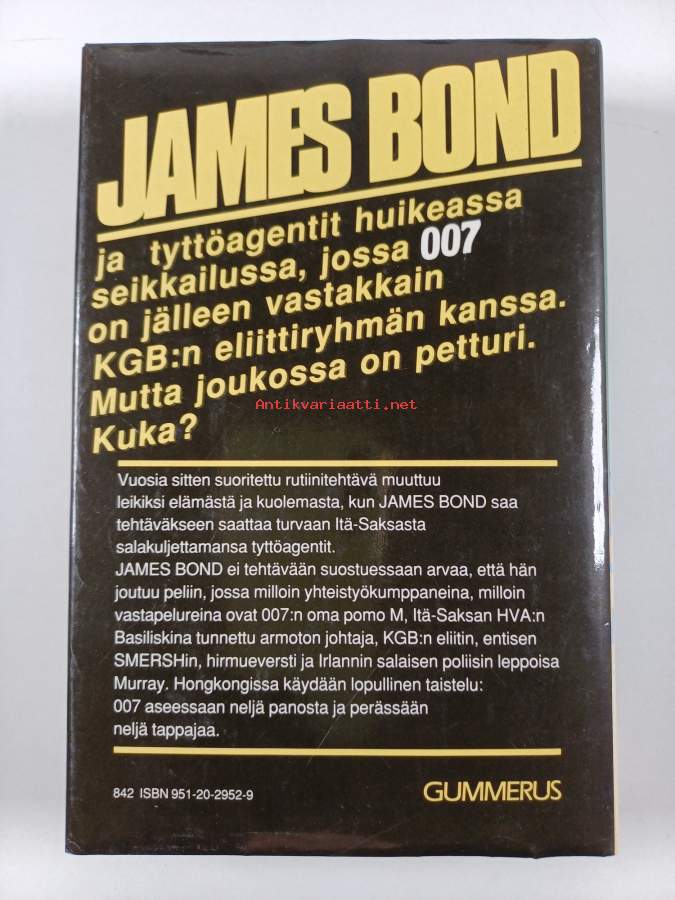 JAMES BOND
ja tyttöagentit huikeassa
seikkailussa, jossa 007
on jälleen vastakkain
KGB:n eliittiryhmän kanssa.
Mutta joukossa on petturi.
Antikvariaatti.net
Kuka?
Vuosia sitten suoritettu rutiinitehtävä muuttuu
leikiksi elämästä ja kuolemasta, kun JAMES BOND saa
tehtäväkseen saattaa turvaan Itä-Saksasta
salakuljettamansa tyttöagentit.
JAMES BOND ei tehtävään suostuessaan arvaa, että hän
joutuu peliin, jossa milloin yhteistyökumppaneina, milloin
vastapelureina ovat 007:n oma pomo M, Itä-Saksan HVA:n
Basiliskina tunnettu armoton johtaja, KGB:n eliitin, entisen
SMERSHin, hirmueversti ja Irlannin salaisen poliisin leppoisa
Murray. Hongkongissa käydään lopullinen taistelu:
007 aseessaan neljä panosta ja perässään
neljä tappajaa.
842 ISBN 951-20-2952-9
GUMMERUS